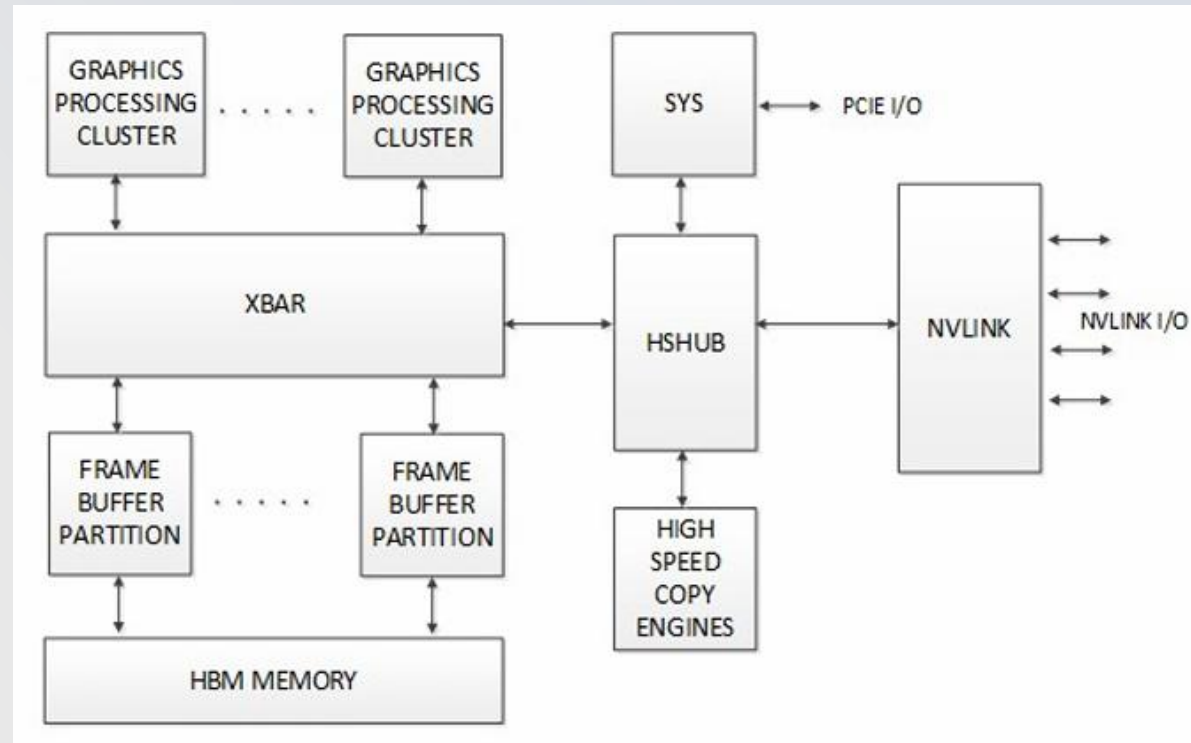 GRAPHICS
PROCESSING
CLUSTER
GRAPHICS
PROCESSING
CLUSTER
SYS
PCIE I/O
XBAR
HSHUB
NVLINK
NVLINK I/O
FRAME
BUFFER
PARTITION
FRAME
BUFFER
PARTITION
HIGH
SPEED
COPY
ENGINES
HBM MEMORY